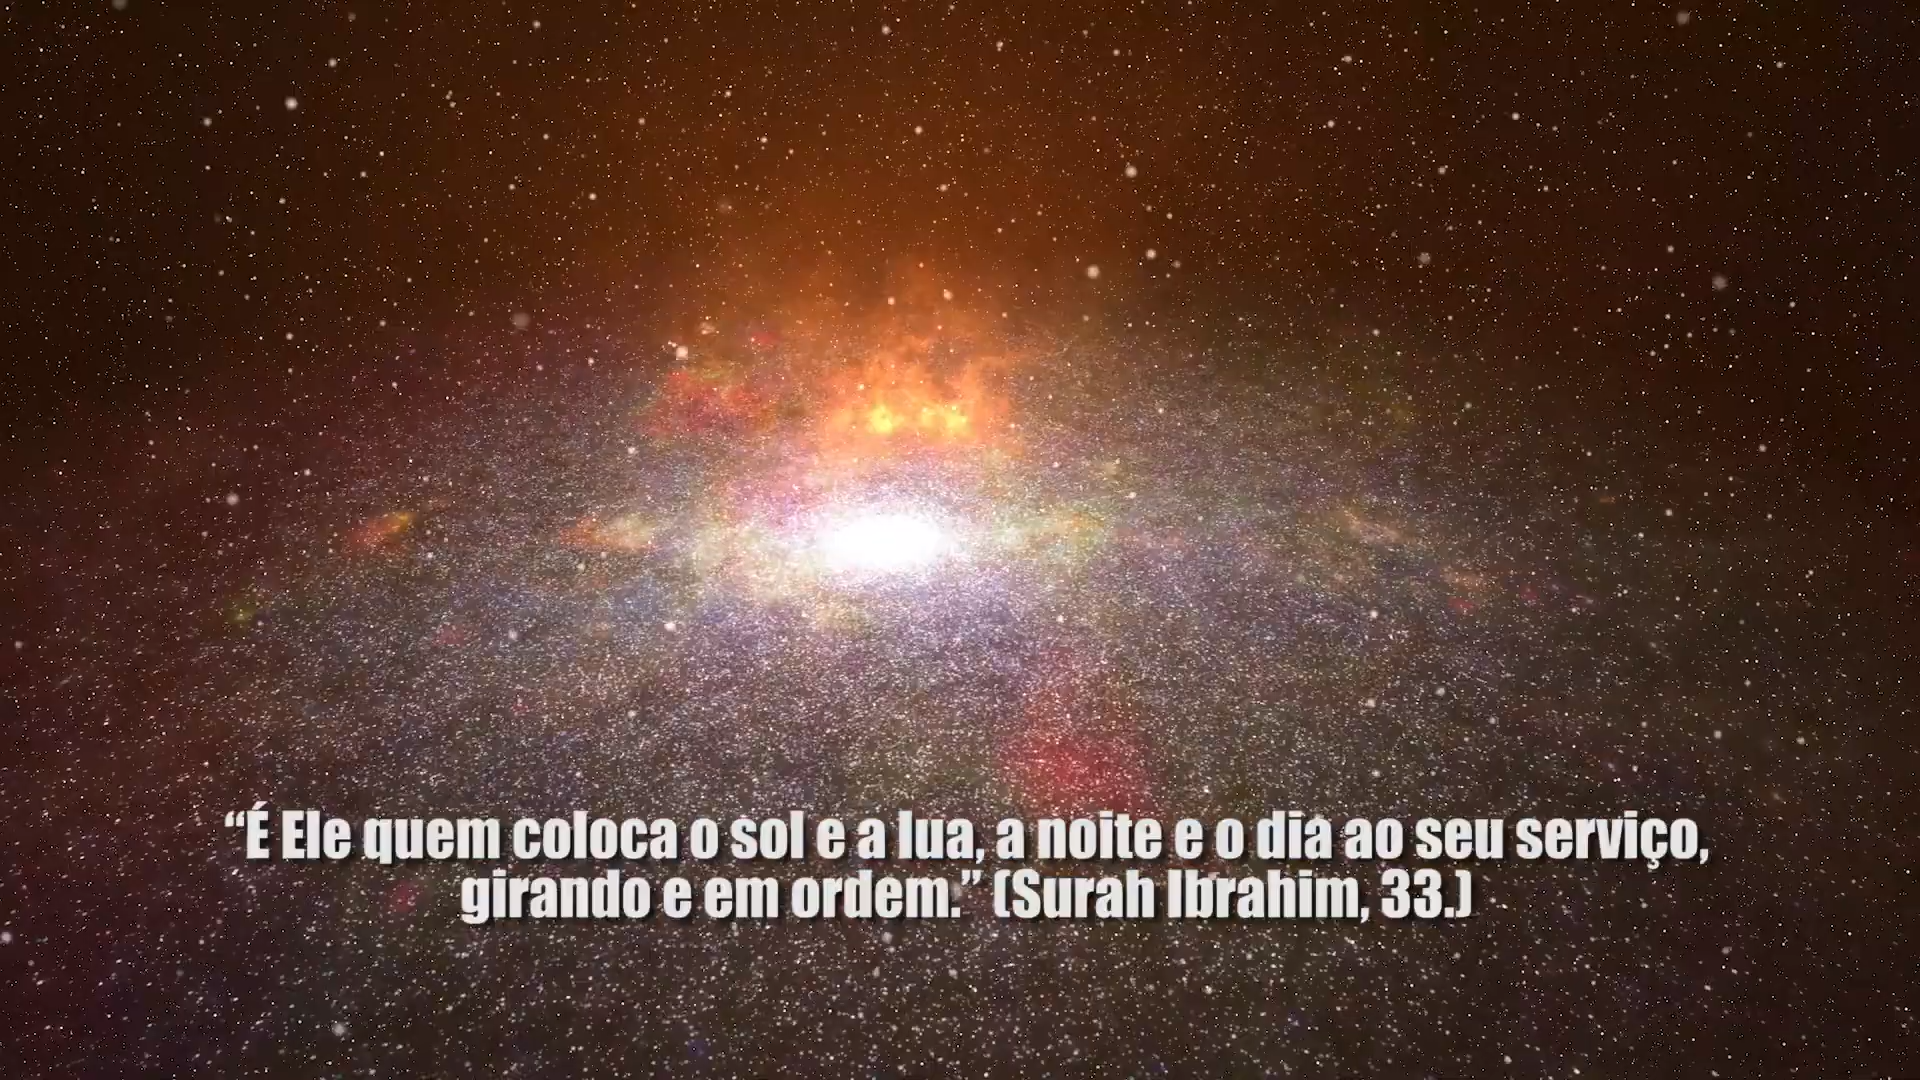 “É Ele quem coloca o sol e a lua, a noite e o dia ao seu serviço,
girando e em ordem.” (Surah Ibrahim, 33.)